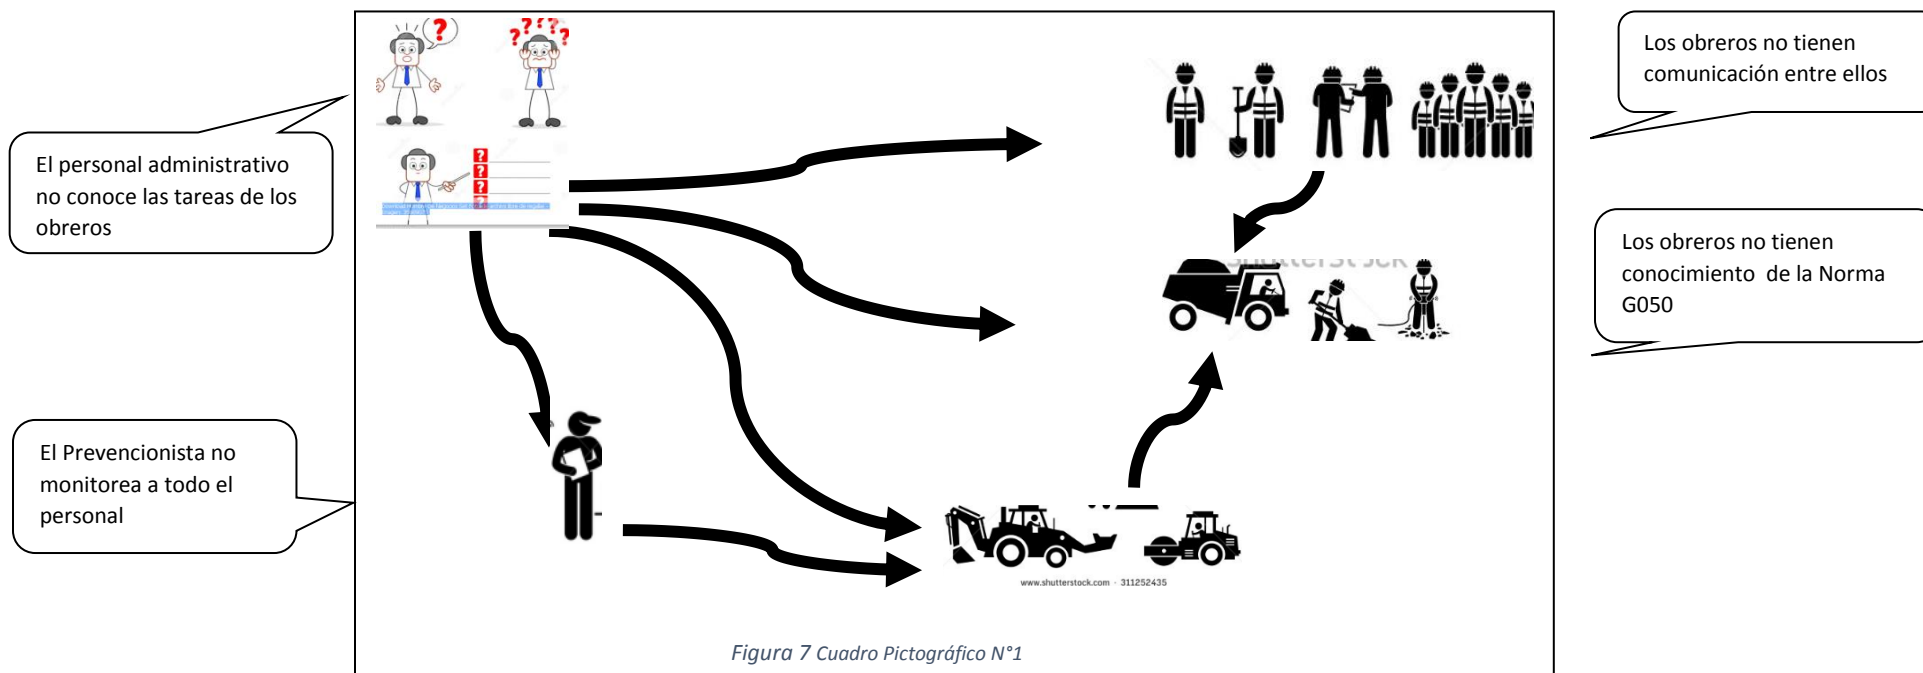 El personal administrativo
no conoce las tareas de los
obreros
El Prevencionista no
monitorea a todo el
personal
Los obreros no tienen
comunicación entre ellos
Los obreros no tienen
conocimiento de la Norma
G050
?
? ? ? ? ?
?
?
?
?
www.shutterstock.com · 311252435
Figura 7 Cuadro Pictográfico N°1